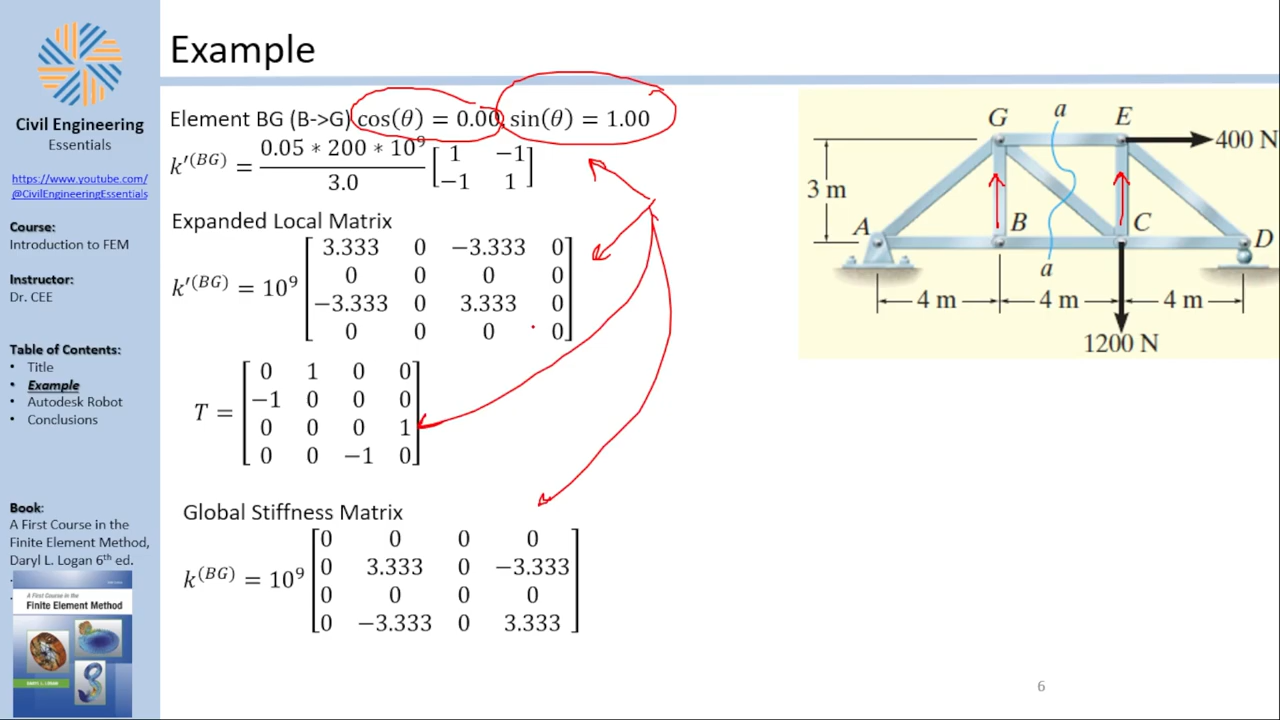 Civil Engineering
Essentials
https://www.youtube.com/
@CivilEngineeringEssentials
Course:
Introduction to FEM
Instructor:
Dr. CEE
Table of Contents:
• Title
• Example
• Autodesk Robot
• Conclusions
Book:
A First Course in the
Finite Element Method,
Daryl L. Logan 6th ed.
A First Course in the
Finite Element Method
Example
Element BG (B->G) cos(θ) = 0.00, sin(θ) = 1.00
k′(BG) = 0.05 * 200 * 10⁹ / 3.0 [1 −1
−1 1]
Expanded Local Matrix
k′(BG) = 10⁹ [3.333 0 −3.333 0
0 0 0 0
−3.333 0 3.333 0
0 0 0 0]
T = [0 1 0 0
−1 0 0 0
0 0 0 1
0 0 −1 0]
Global Stiffness Matrix
k(BG) = 10⁹ [0 0 0 0
0 3.333 0 −3.333
0 0 0 0
0 −3.333 0 3.333]
G a E
400 N
3 m
A B C D
a
4 m 4 m 4 m
1200 N
6